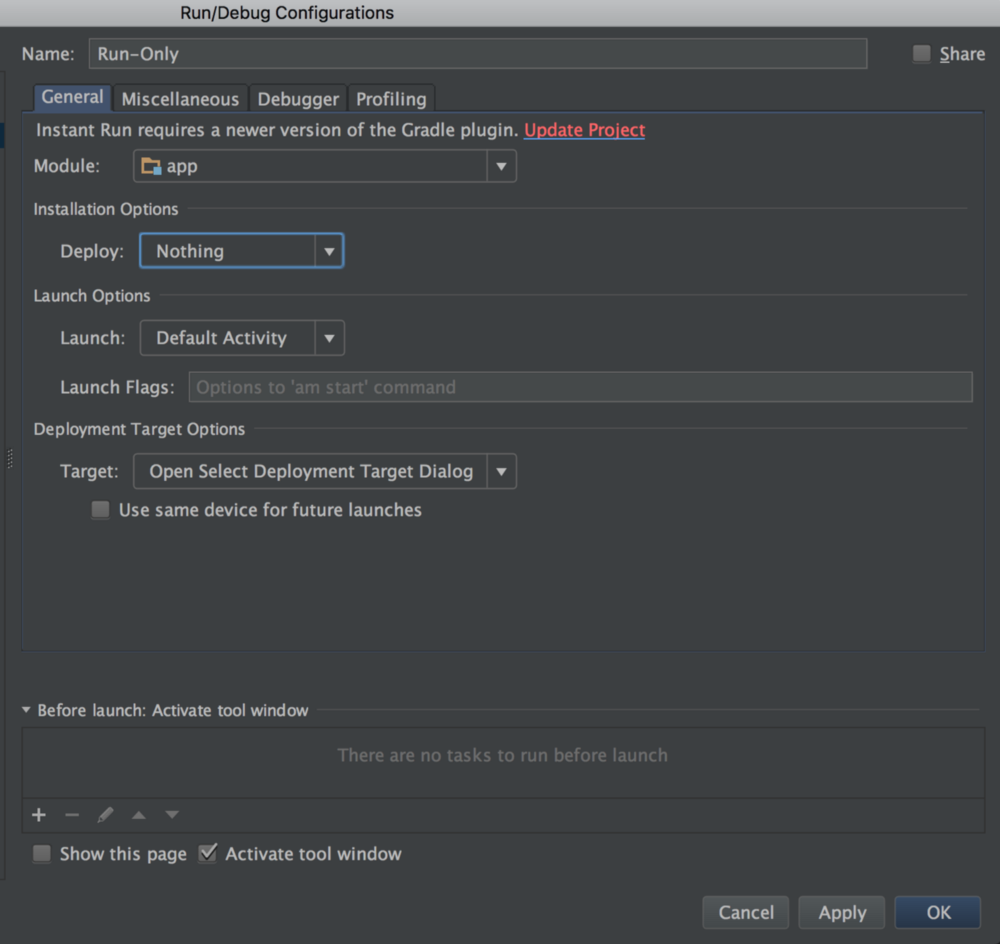 Run/Debug Configurations
Name: Run-Only Share
General Miscellaneous Debugger Profiling
Instant Run requires a newer version of the Gradle plugin. Update Project
Module: app
Installation Options
Deploy: Nothing
Launch Options
Launch: Default Activity
Launch Flags: Options to 'am start' command
Deployment Target Options
Target: Open Select Deployment Target Dialog
Use same device for future launches
Before launch: Activate tool window
There are no tasks to run before launch
Show this page Activate tool window
Cancel Apply OK